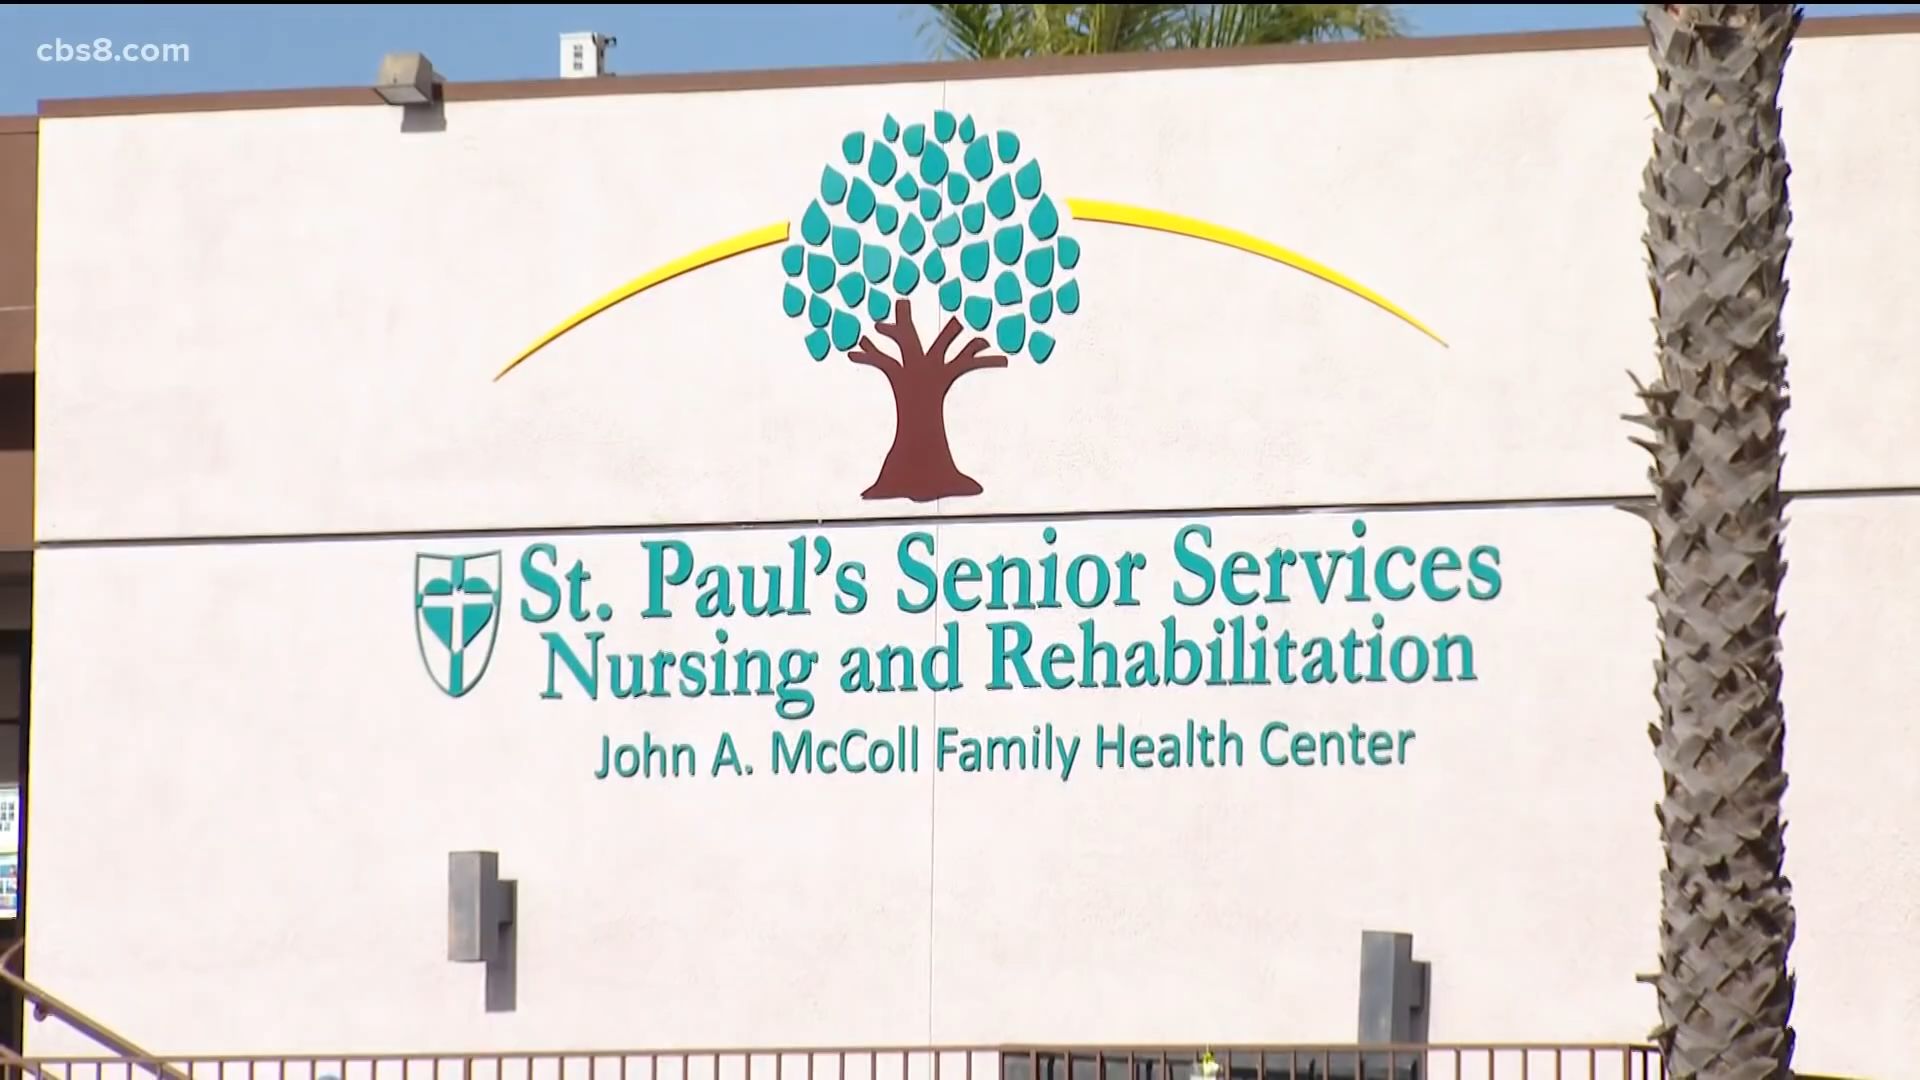 cbs8.com
St. Paul's Senior Services
Nursing and Rehabilitation
John A. McColl Family Health Center